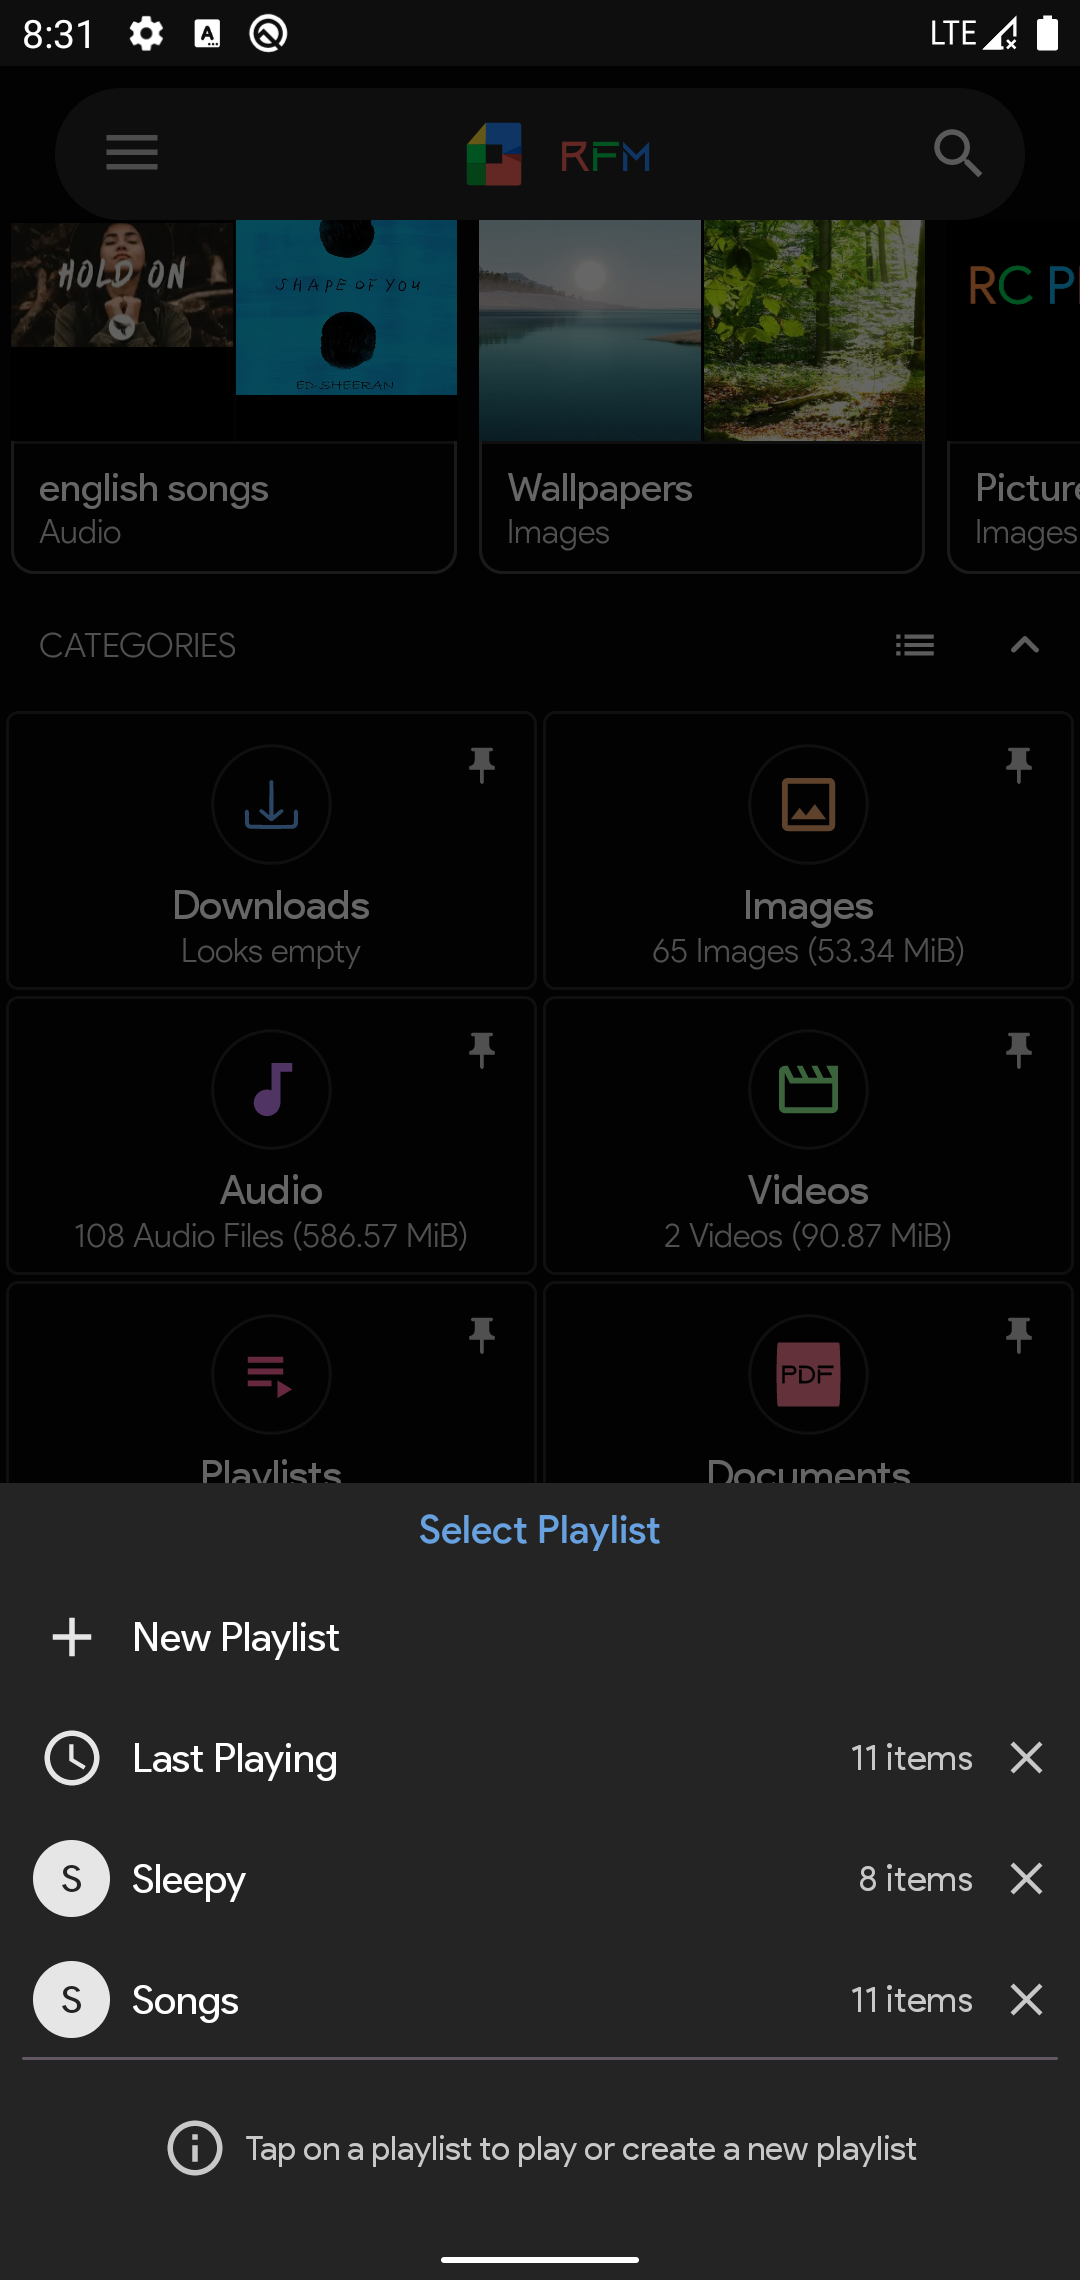 8:31
LTE
RFM
HOLD ON
SHAPE OF YOU
ED SHEERAN
RC P
english songs
Audio
Wallpapers
Images
Picture
Images
CATEGORIES
Downloads
Looks empty
Images
65 Images (53.34 MiB)
Audio
108 Audio Files (586.57 MiB)
Videos
2 Videos (90.87 MiB)
Playlists
PDF
Documents
Select Playlist
New Playlist
Last Playing
11 items
S
Sleepy
8 items
S
Songs
11 items
Tap on a playlist to play or create a new playlist